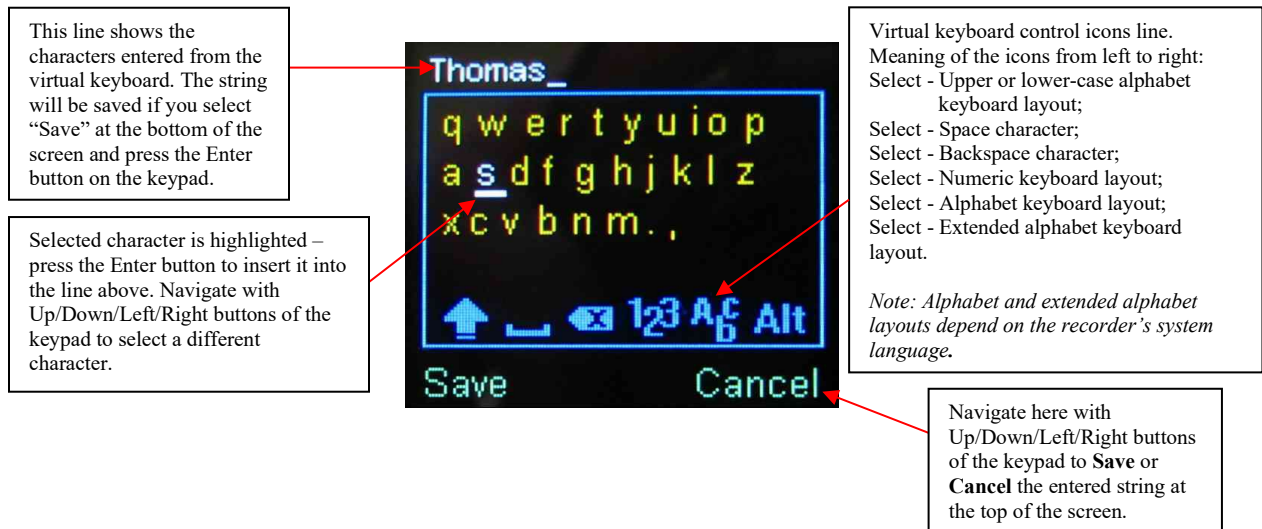 This line shows the
characters entered from the
virtual keyboard. The string
will be saved if you select
“Save” at the bottom of the
screen and press the Enter
button on the keypad.
Selected character is highlighted –
press the Enter button to insert it into
the line above. Navigate with
Up/Down/Left/Right buttons of the
keypad to select a different
character.
Thomas_
q w e r t y u i o p
a s d f g h j k l z
x c v b n m . ,
123 Abc Alt
Save Cancel
Virtual keyboard control icons line.
Meaning of the icons from left to right:
Select - Upper or lower-case alphabet
keyboard layout;
Select - Space character;
Select - Backspace character;
Select - Numeric keyboard layout;
Select - Alphabet keyboard layout;
Select - Extended alphabet keyboard
layout.
Note: Alphabet and extended alphabet
layouts depend on the recorder’s system
language.
Navigate here with
Up/Down/Left/Right buttons
of the keypad to Save or
Cancel the entered string at
the top of the screen.